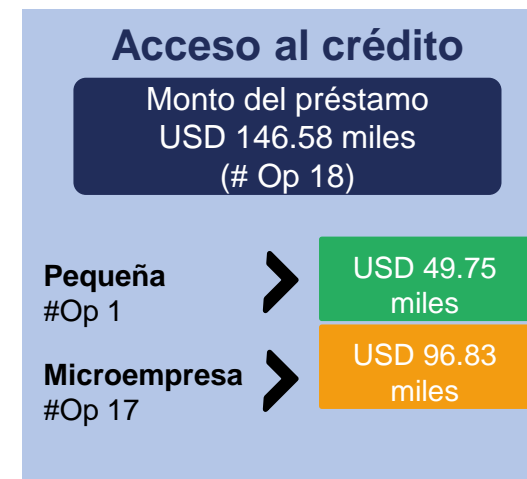 Acceso al crédito
Monto del préstamo
USD 146.58 miles
(# Op 18)
Pequeña
#Op 1
USD 49.75
miles
Microempresa
#Op 17
USD 96.83
miles